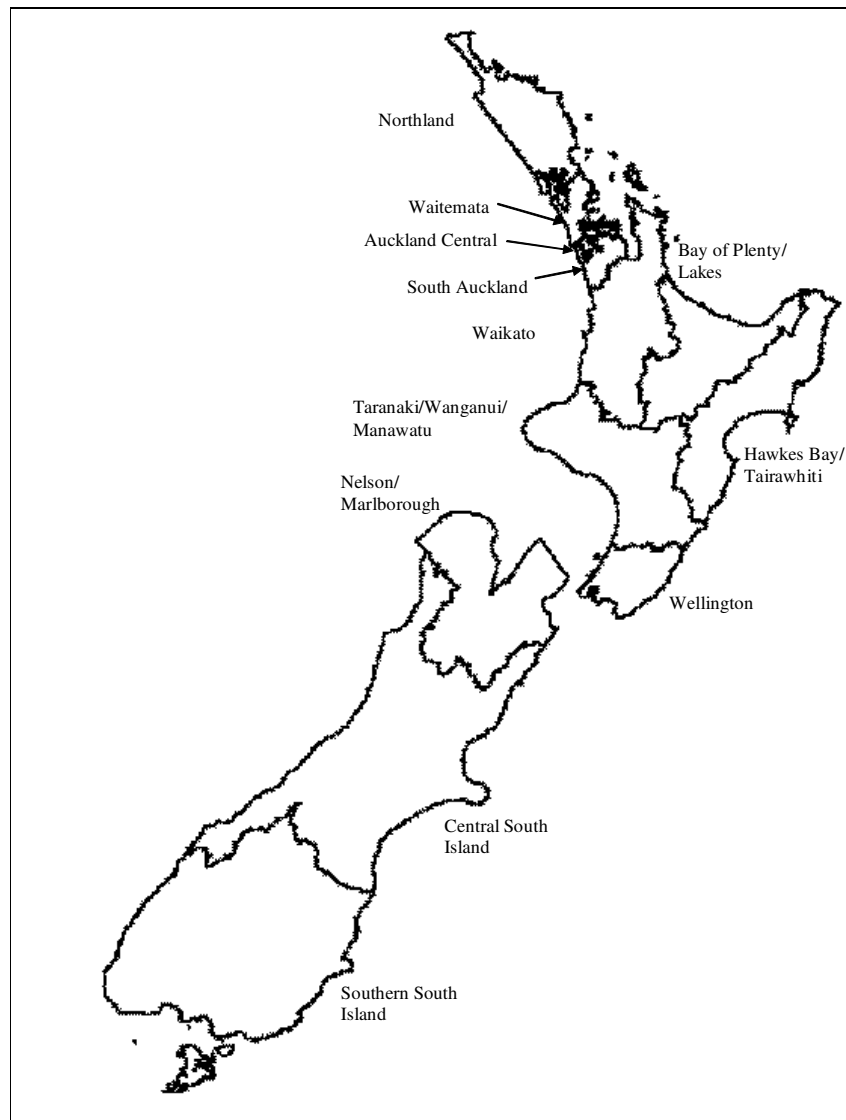 Northland
Waitemata
Auckland Central
Bay of Plenty/
Lakes
South Auckland
Waikato
Taranaki/Wanganui/
Manawatu
Hawkes Bay/
Tairawhiti
Nelson/
Marlborough
Wellington
Central South
Island
Southern South
Island